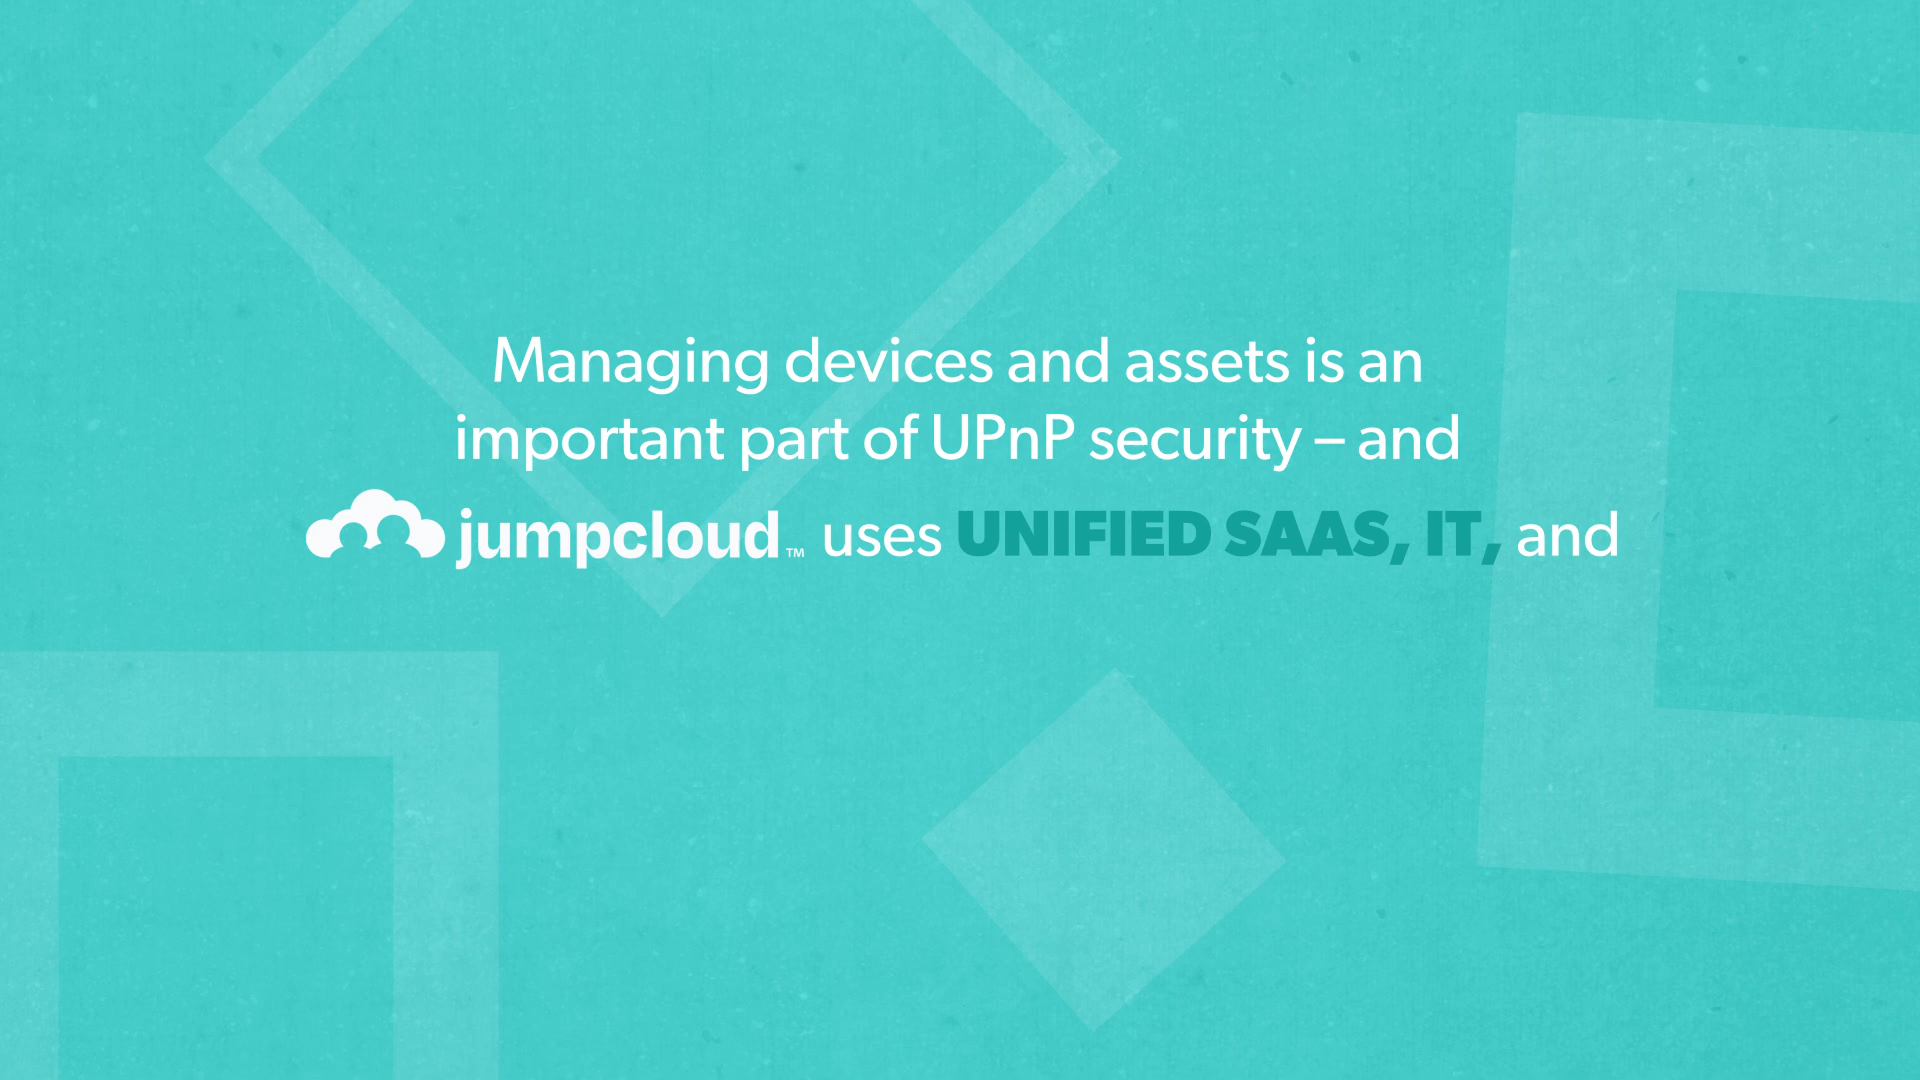 Managing devices and assets is an
important part of UPnP security – and
jumpcloud™ uses UNIFIED SAAS, IT, and